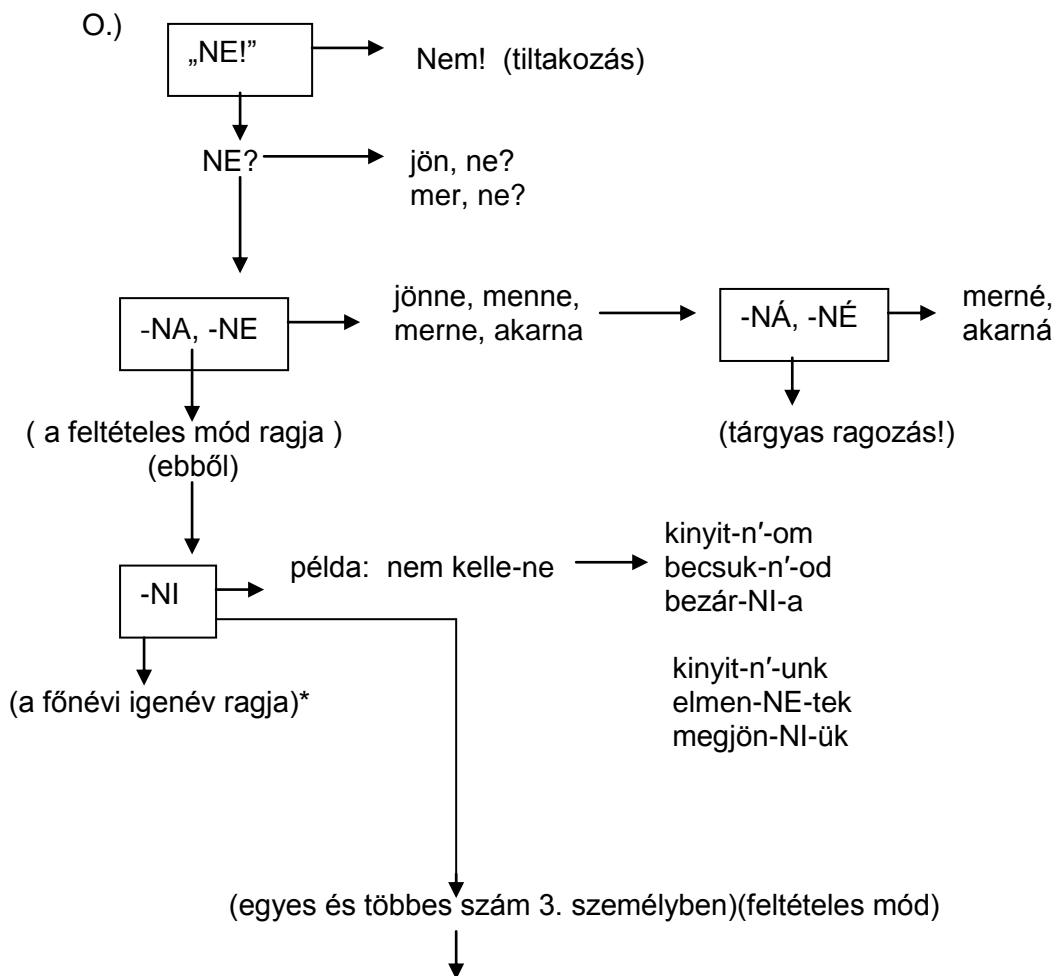 O.)
„NE!”
Nem! (tiltakozás)
NE?
jön, ne?
mer, ne?
-NA, -NE
jönne, menne,
merne, akarna
-NÁ, -NÉ
merné,
akarná
( a feltételes mód ragja )
(ebből)
(tárgyas ragozás!)
-NI
példa: nem kelle-ne
kinyit-n′-om
becsuk-n′-od
bezár-NI-a
kinyit-n′-unk
elmen-NE-tek
megjön-NI-ük
(a főnévi igenév ragja)*
(egyes és többes szám 3. személyben)(feltételes mód)